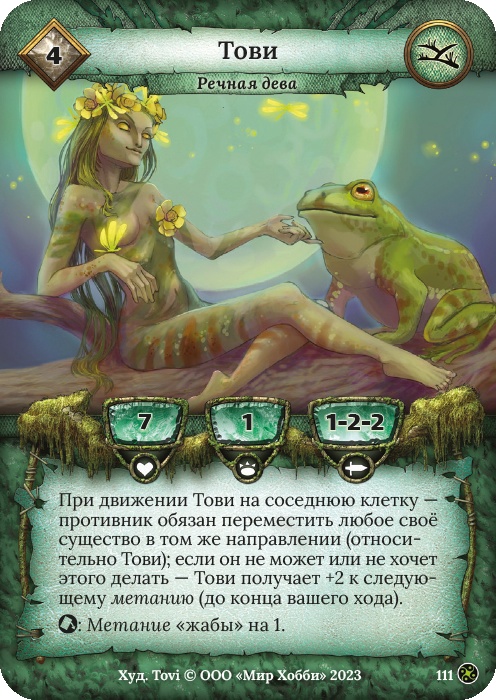 4
Тови
Речная дева
7
1
1-2-2
При движении Тови на соседнюю клетку —
противник обязан переместить любое своё
существо в том же направлении (относи-
тельно Тови); если он не может или не хочет
этого делать — Тови получает +2 к следую-
щему метанию (до конца вашего хода).
: Метание «жабы» на 1.
Худ. Tovi © ООО «Мир Хобби» 2023
111